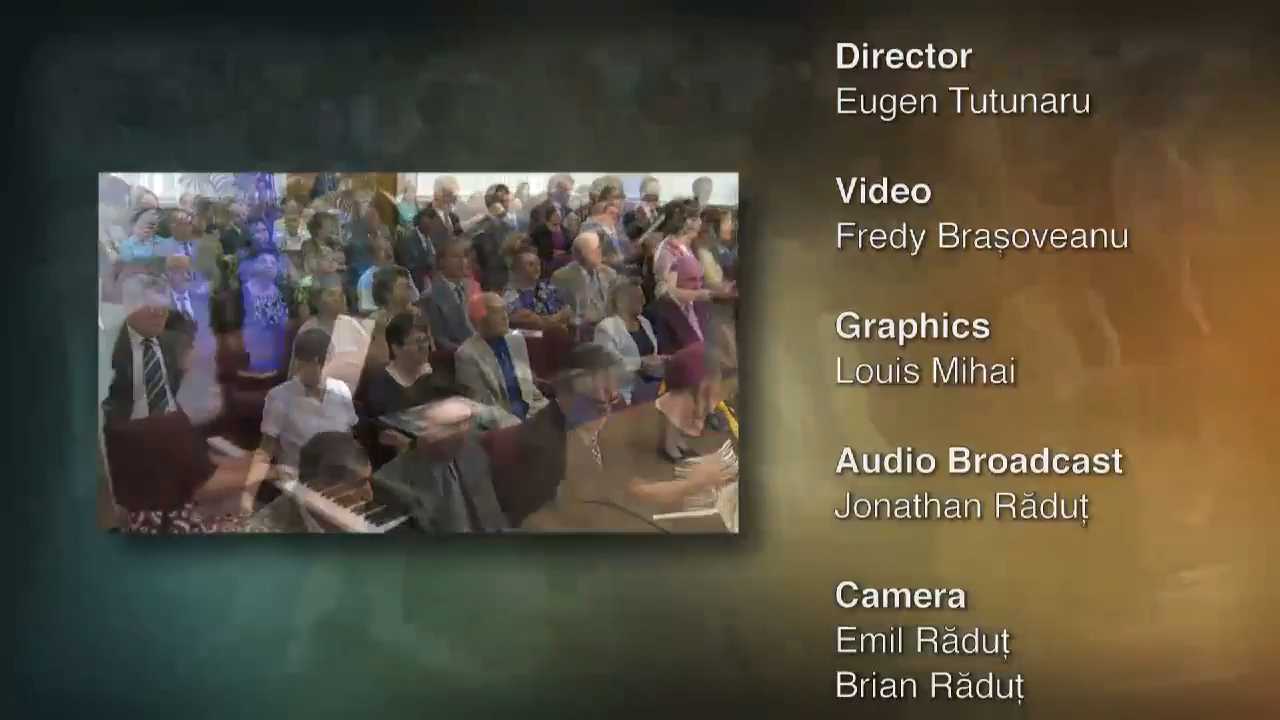 Director
Eugen Tutunaru
Video
Fredy Brașoveanu
Graphics
Louis Mihai
Audio Broadcast
Jonathan Răduț
Camera
Emil Răduț
Brian Răduț